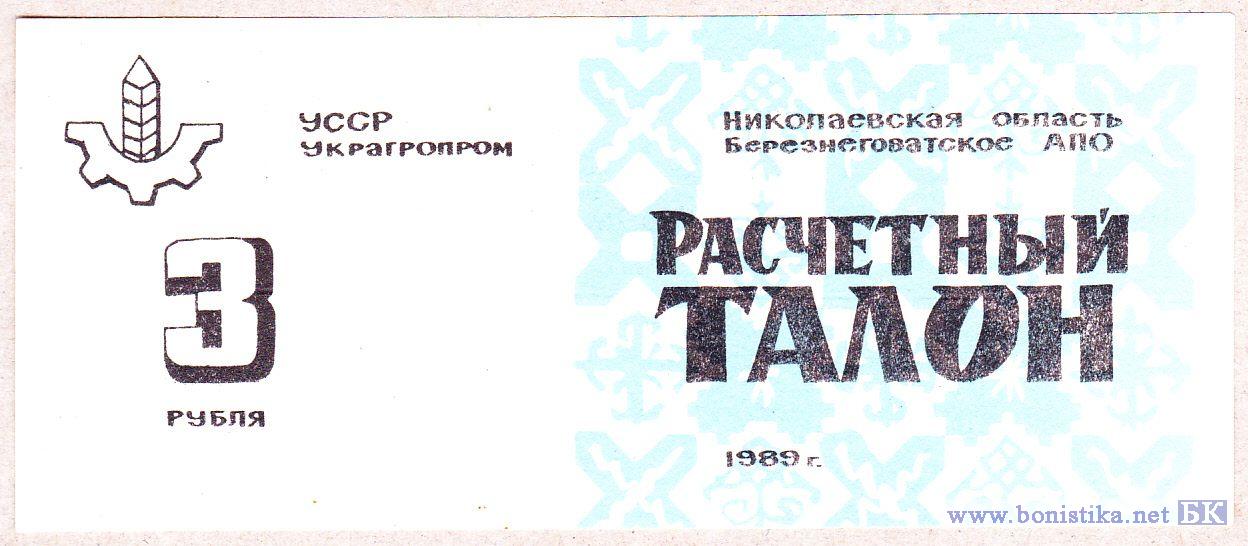 УССР
УКРАГРОПРОМ
3
РУБЛЯ
НИКОЛАЕВСКАЯ ОБЛАСТЬ
БЕРЕЗНЕГОВАТСКОЕ АПО
РАСЧЕТНЫЙ
ТАЛОН
1989 г.
www.bonistika.net БК